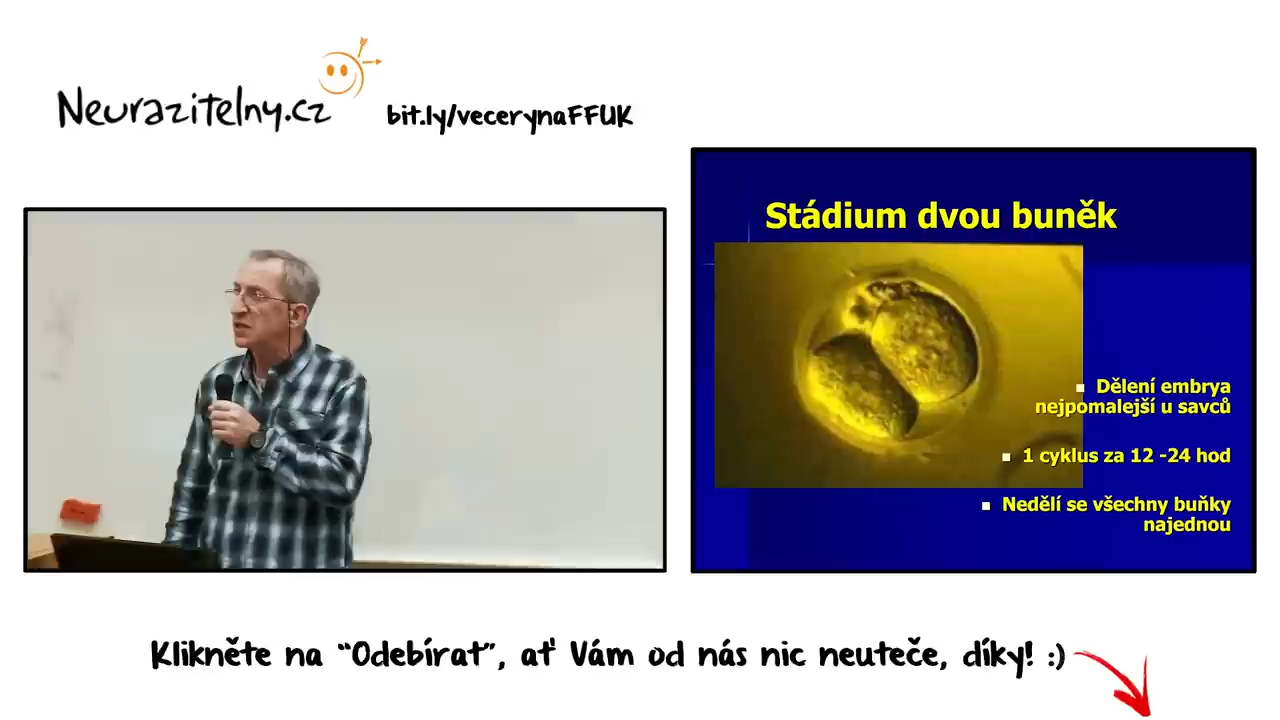 Neurazitelny.cz
bit.ly/vecerynaFFUK
Stádium dvou buněk
Dělení embrya
nejpomalejší u savců
1 cyklus za 12 -24 hod
Nedělí se všechny buňky
najednou
Klikněte na “Odebírat”, ať Vám od nás nic neuteče, díky! :)